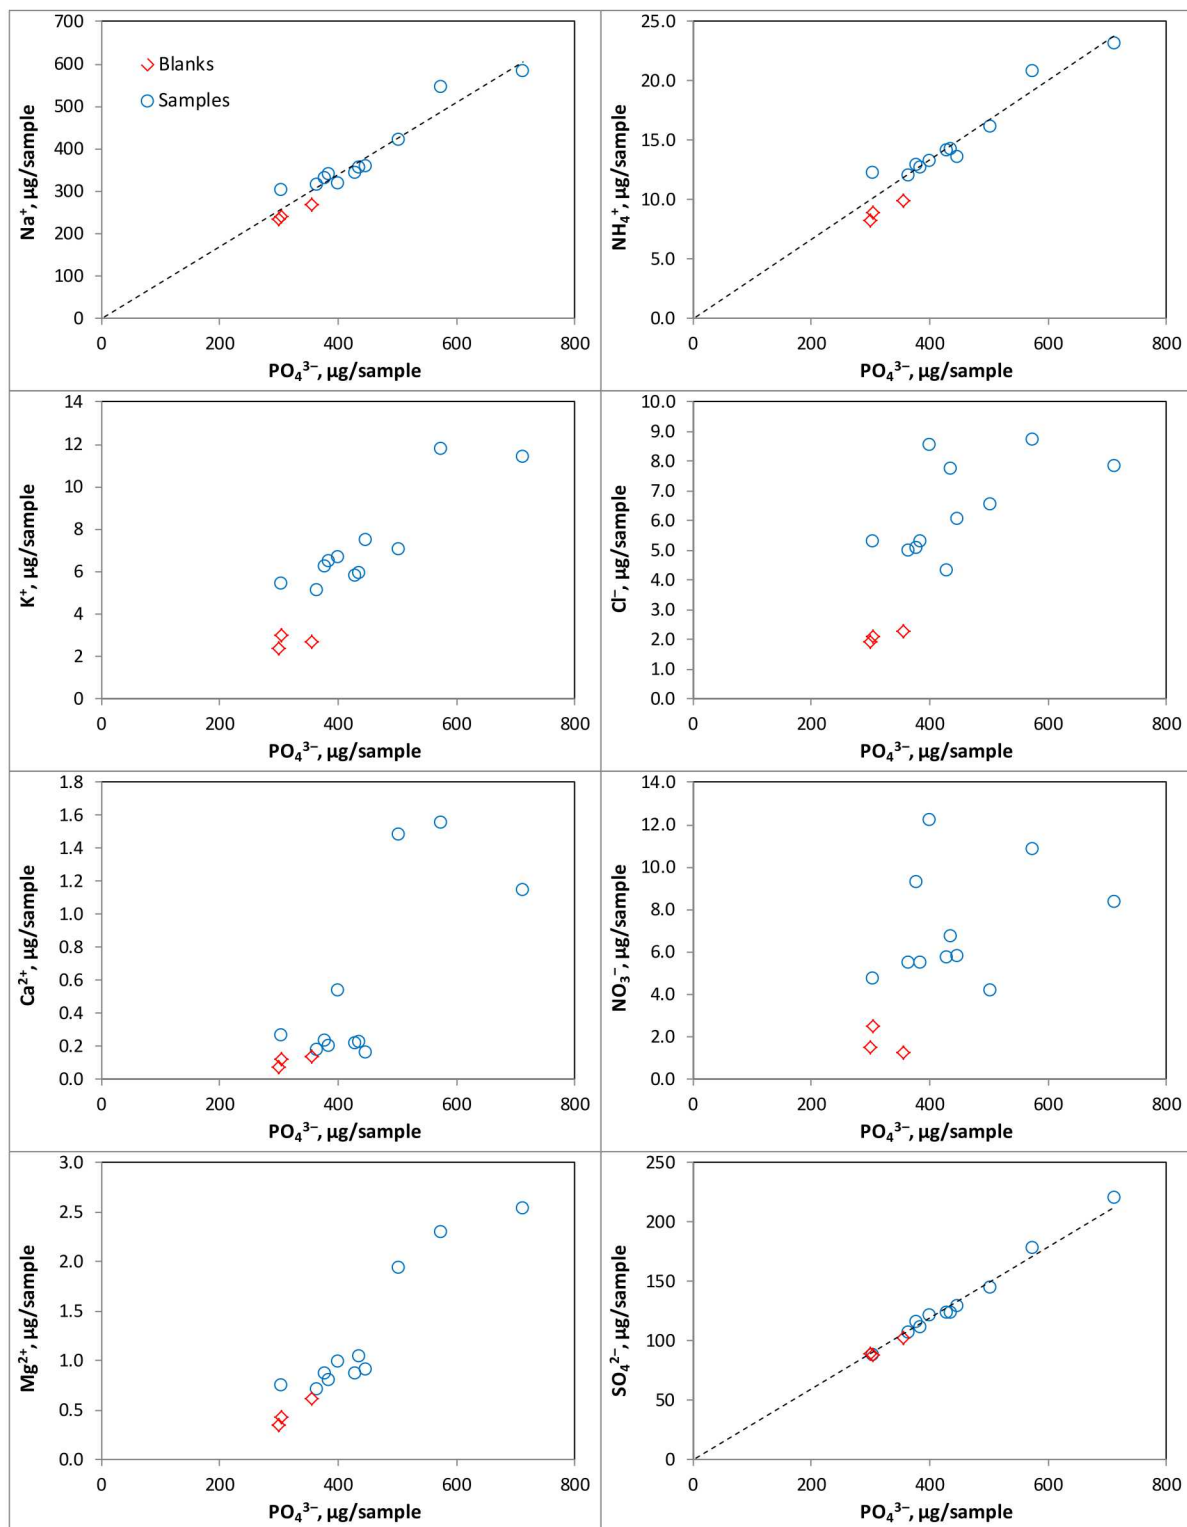 700
600
500
400
300
200
100
0
Na⁺, µg/sample
Blanks
Samples
0 200 400 600 800
PO₄³⁻, µg/sample
25.0
20.0
15.0
10.0
5.0
0.0
NH₄⁺, µg/sample
0 200 400 600 800
PO₄³⁻, µg/sample
14
12
10
8
6
4
2
0
K⁺, µg/sample
0 200 400 600 800
PO₄³⁻, µg/sample
10.0
9.0
8.0
7.0
6.0
5.0
4.0
3.0
2.0
1.0
0.0
Cl⁻, µg/sample
0 200 400 600 800
PO₄³⁻, µg/sample
1.8
1.6
1.4
1.2
1.0
0.8
0.6
0.4
0.2
0.0
Ca²⁺, µg/sample
0 200 400 600 800
PO₄³⁻, µg/sample
14.0
12.0
10.0
8.0
6.0
4.0
2.0
0.0
NO₃⁻, µg/sample
0 200 400 600 800
PO₄³⁻, µg/sample
3.0
2.5
2.0
1.5
1.0
0.5
0.0
Mg²⁺, µg/sample
0 200 400 600 800
PO₄³⁻, µg/sample
250
200
150
100
50
0
SO₄²⁻, µg/sample
0 200 400 600 800
PO₄³⁻, µg/sample